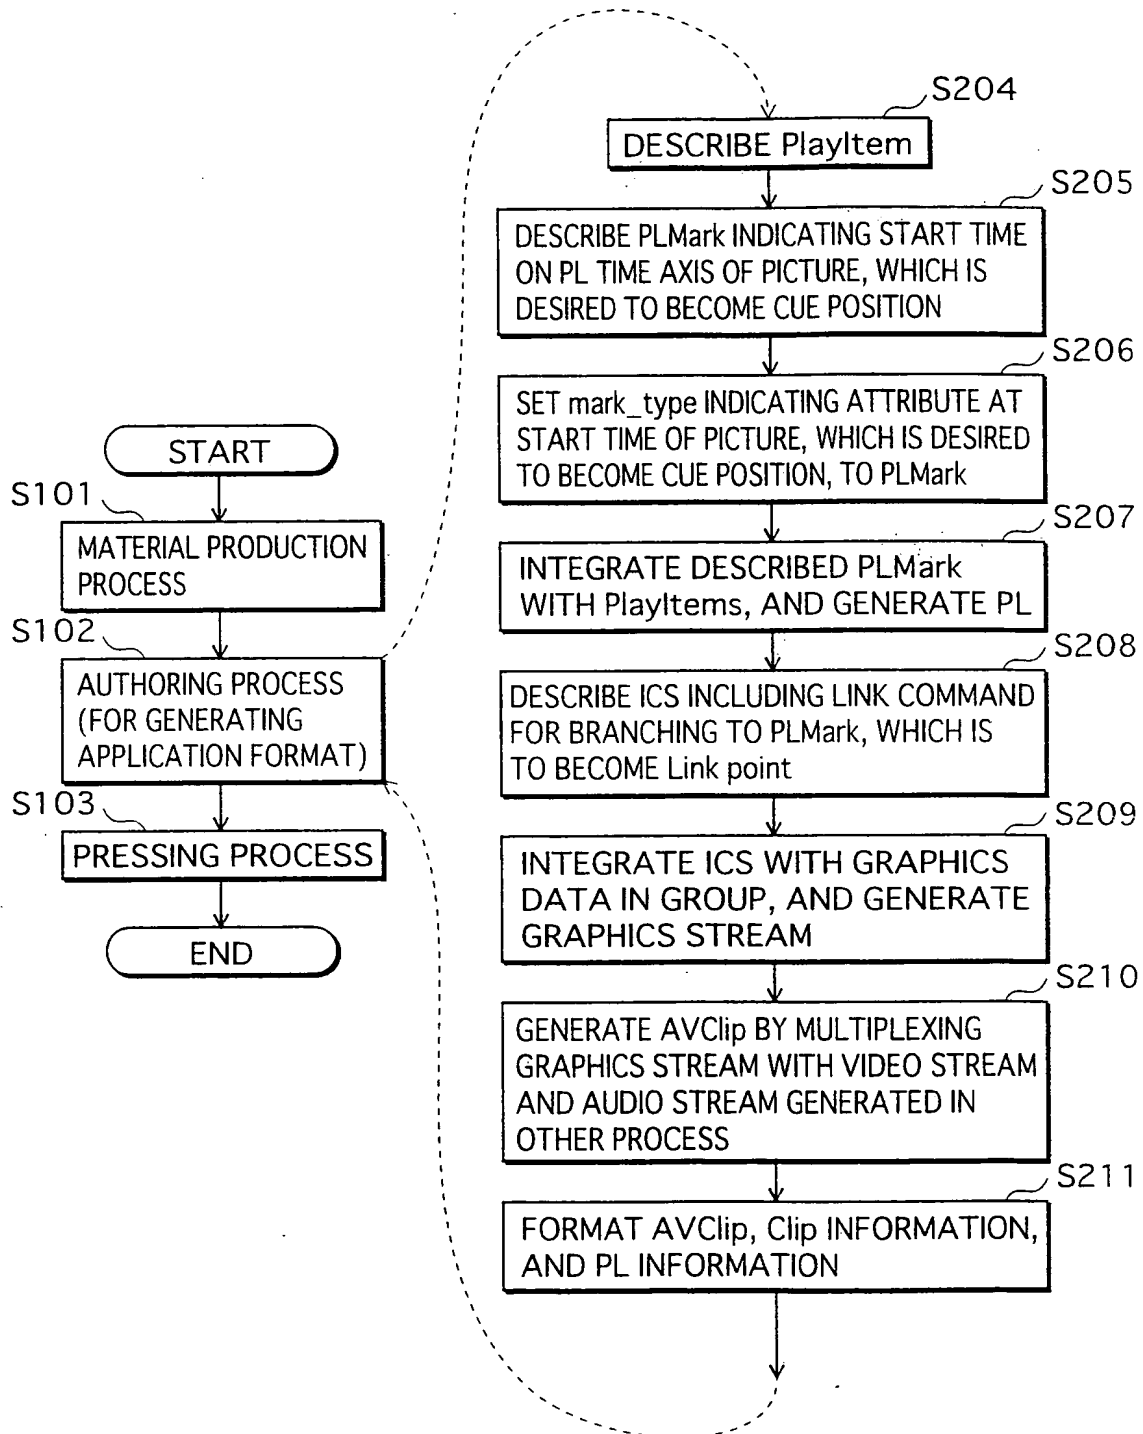 START
S101
MATERIAL PRODUCTION
PROCESS
S102
AUTHORING PROCESS
(FOR GENERATING
APPLICATION FORMAT)
S103
PRESSING PROCESS
END
S204
DESCRIBE PlayItem
S205
DESCRIBE PLMark INDICATING START TIME
ON PL TIME AXIS OF PICTURE, WHICH IS
DESIRED TO BECOME CUE POSITION
S206
SET mark_type INDICATING ATTRIBUTE AT
START TIME OF PICTURE, WHICH IS DESIRED
TO BECOME CUE POSITION, TO PLMark
S207
INTEGRATE DESCRIBED PLMark
WITH PlayItems, AND GENERATE PL
S208
DESCRIBE ICS INCLUDING LINK COMMAND
FOR BRANCHING TO PLMark, WHICH IS
TO BECOME Link point
S209
INTEGRATE ICS WITH GRAPHICS
DATA IN GROUP, AND GENERATE
GRAPHICS STREAM
S210
GENERATE AVClip BY MULTIPLEXING
GRAPHICS STREAM WITH VIDEO STREAM
AND AUDIO STREAM GENERATED IN
OTHER PROCESS
S211
FORMAT AVClip, Clip INFORMATION,
AND PL INFORMATION